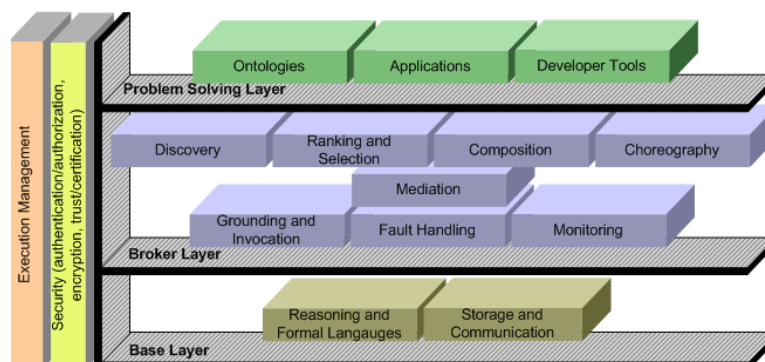 Execution Management
Security (authentication/authorization,
encryption, trust/certification)
Ontologies
Applications
Developer Tools
Problem Solving Layer
Discovery
Ranking and
Selection
Composition
Choreography
Mediation
Grounding and
Invocation
Fault Handling
Monitoring
Broker Layer
Reasoning and
Formal Langauges
Storage and
Communication
Base Layer